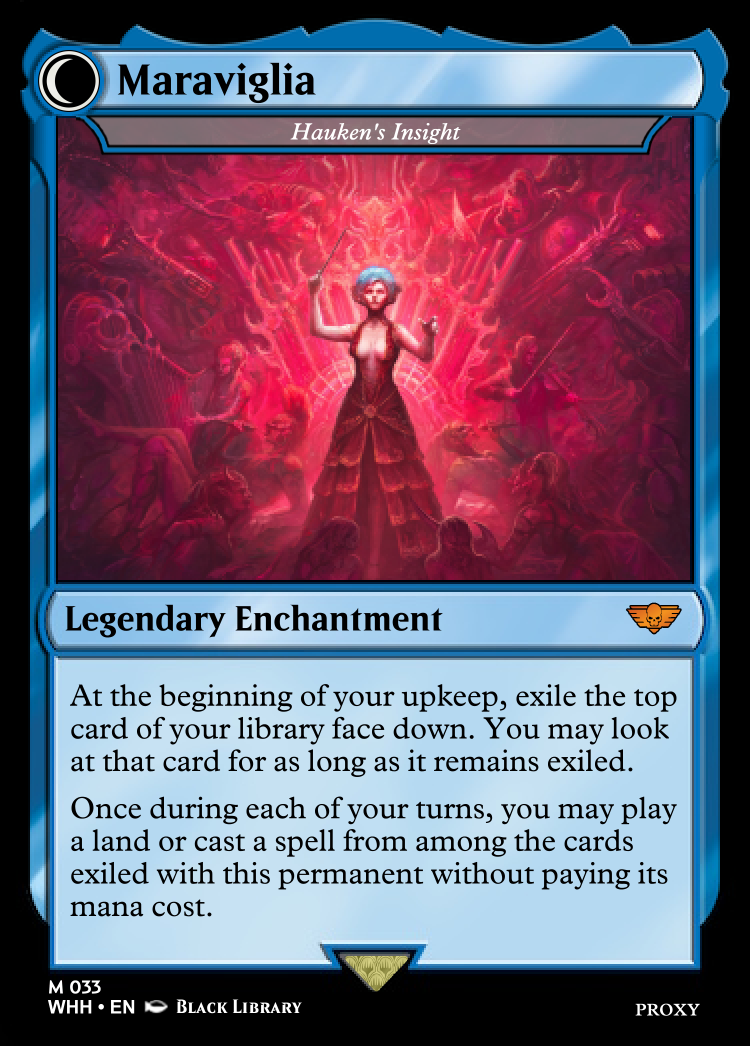 Maraviglia
Hauken's Insight
Legendary Enchantment
At the beginning of your upkeep, exile the top
card of your library face down. You may look
at that card for as long as it remains exiled.
Once during each of your turns, you may play
a land or cast a spell from among the cards
exiled with this permanent without paying its
mana cost.
M 033
WHH • EN BLACK LIBRARY
PROXY